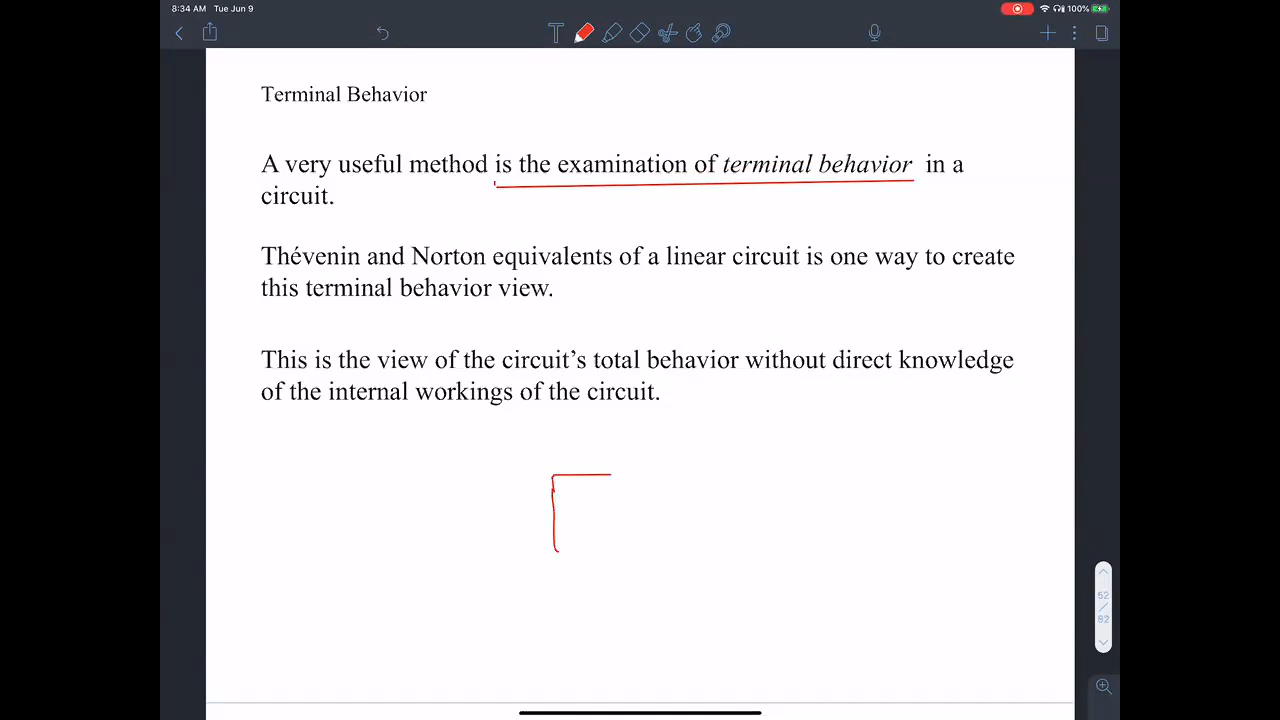 8:34 AM Tue Jun 9
100%
Terminal Behavior
A very useful method is the examination of terminal behavior in a
circuit.
Thévenin and Norton equivalents of a linear circuit is one way to create
this terminal behavior view.
This is the view of the circuit's total behavior without direct knowledge
of the internal workings of the circuit.
52
/
82